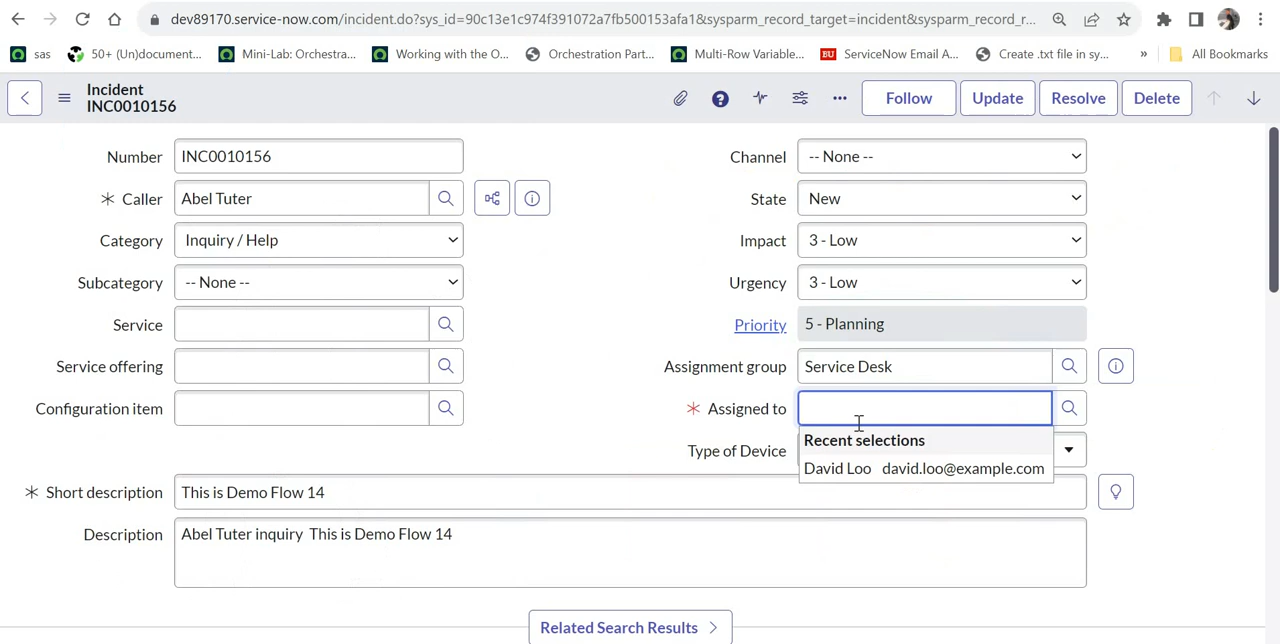 dev89170.service-now.com/incident.do?sys_id=90c13e1c974f391072a7fb500153afa1&sysparm_record_target=incident&sysparm_record_r...
sas
50+ (Un)document...
Mini-Lab: Orchestra...
Working with the O...
Orchestration Part...
Multi-Row Variable...
EU
ServiceNow Email A...
Create .txt file in sy...
»
All Bookmarks
Incident
INC0010156
Follow
Update
Resolve
Delete
Number
INC0010156
Channel
-- None --
* Caller
Abel Tuter
State
New
Category
Inquiry / Help
Impact
3 - Low
Subcategory
-- None --
Urgency
3 - Low
Service
Priority
5 - Planning
Service offering
Assignment group
Service Desk
Configuration item
* Assigned to
Recent selections
David Loo david.loo@example.com
Type of Device
* Short description
This is Demo Flow 14
Description
Abel Tuter inquiry  This is Demo Flow 14
Related Search Results